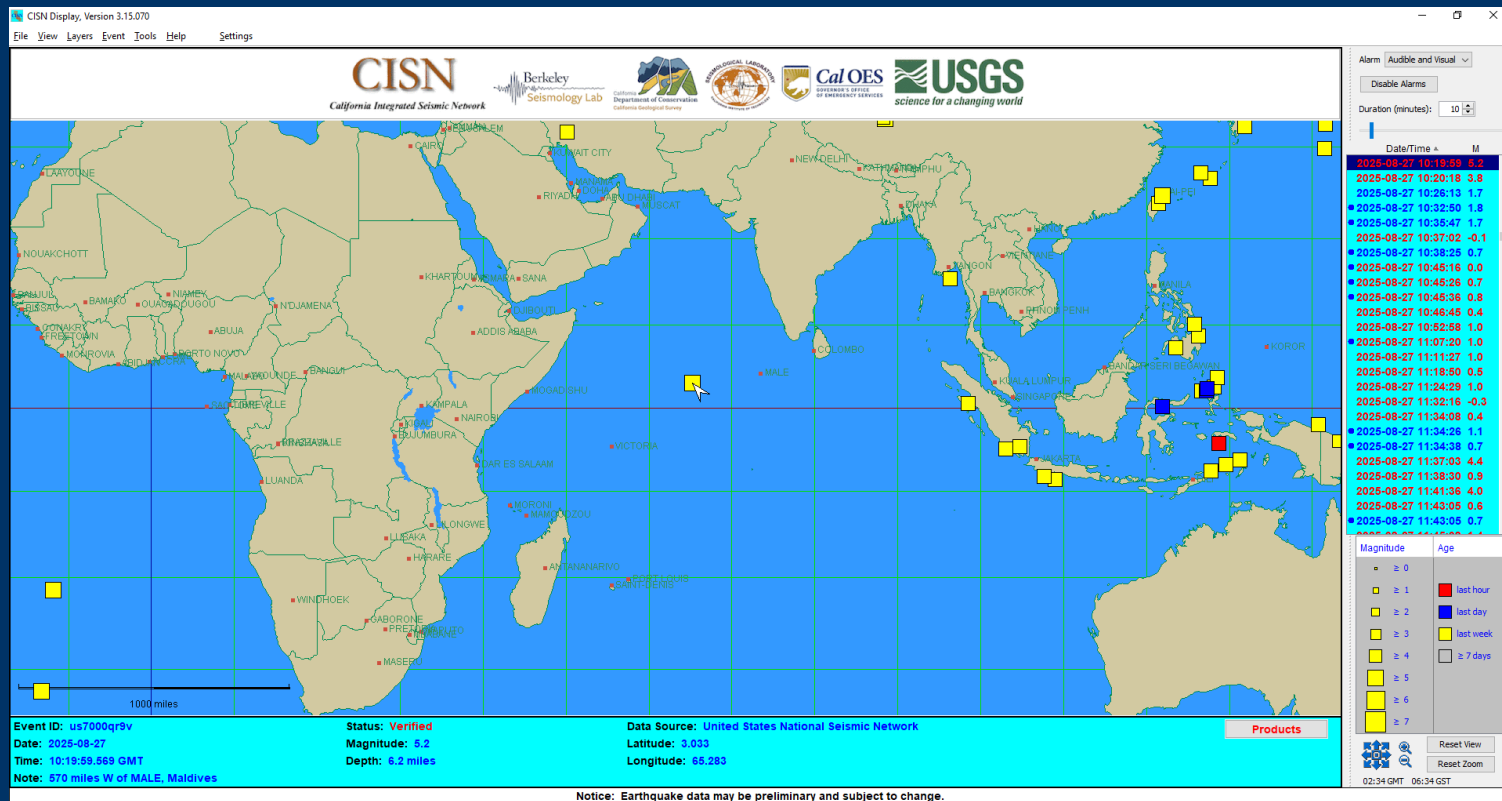 CISN Display, Version 3.15.070
File View Layers Event Tools Help Settings
CISN
California Integrated Seismic Network
Berkeley
Seismology Lab
California
Department of Conservation
California Geological Survey
SEISMOLOGICAL LABORATORY
Cal OES
GOVERNOR'S OFFICE
OF EMERGENCY SERVICES
USGS
science for a changing world
Alarm Audible and Visual
Disable Alarms
Duration (minutes): 10
Date/Time M
2025-08-27 10:19:59 5.2
2025-08-27 10:20:18 3.8
2025-08-27 10:26:13 1.7
2025-08-27 10:32:50 1.8
2025-08-27 10:35:47 1.7
2025-08-27 10:37:02 -0.1
2025-08-27 10:38:25 0.7
2025-08-27 10:45:16 0.0
2025-08-27 10:45:26 0.7
2025-08-27 10:45:36 0.8
2025-08-27 10:46:45 0.4
2025-08-27 10:52:58 1.0
2025-08-27 11:07:20 1.0
2025-08-27 11:11:27 1.0
2025-08-27 11:18:50 0.5
2025-08-27 11:24:29 1.0
2025-08-27 11:32:16 -0.3
2025-08-27 11:34:08 0.4
2025-08-27 11:34:26 1.1
2025-08-27 11:34:38 0.7
2025-08-27 11:37:03 4.4
2025-08-27 11:38:30 0.9
2025-08-27 11:41:36 4.0
2025-08-27 11:43:05 0.6
2025-08-27 11:43:05 0.7
CAIRO
KUWAIT CITY
NEW DELHI
LAAYOUNE
MANAMA
DOHA
RIYADH
ABU DHABI
MUSCAT
DHAKA
HANOI
NOUAKCHOTT
VIENTIANE
KHARTOUM
SANA
BANGKOK
MANILA
BANJUL
BISSAU
BAMAKO
NIAMEY
OUAGADOUGOU
N'DJAMENA
DJIBOUTI
PHNOM PENH
CONAKRY
FREETOWN
ABUJA
ADDIS ABABA
MONROVIA
PORTO NOVO
COLOMBO
KOROR
BANGUI
MALE
BANDAR SERI BEGAWAN
KUALA LUMPUR
MOGADISHU
SINGAPORE
KAMPALA
NAIROBI
KIGALI
BUJUMBURA
VICTORIA
DAR ES SALAAM
JAKARTA
LUANDA
MORONI
MAMOUDZOU
LILONGWE
LUSAKA
HARARE
ANTANANARIVO
PORT LOUIS
SAINT-DENIS
WINDHOEK
GABORONE
MASERU
1000 miles
Magnitude Age
≥ 0
≥ 1 last hour
≥ 2 last day
≥ 3 last week
≥ 4 ≥ 7 days
≥ 5
≥ 6
≥ 7
Reset View
Reset Zoom
02:34 GMT 06:34 GST
Event ID: us7000qr9v Status: Verified Data Source: United States National Seismic Network Products
Date: 2025-08-27 Magnitude: 5.2 Latitude: 3.033
Time: 10:19:59.569 GMT Depth: 6.2 miles Longitude: 65.283
Note: 570 miles W of MALE, Maldives
Notice: Earthquake data may be preliminary and subject to change.